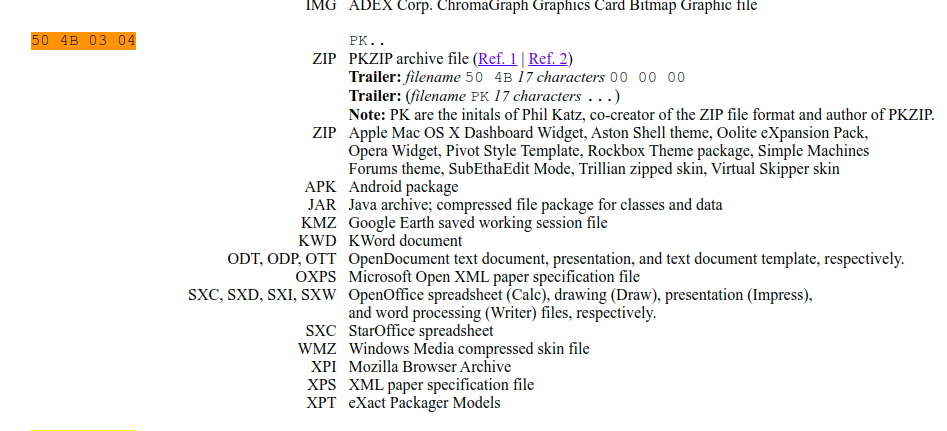 IMG ADEX Corp. ChromaGraph Graphics Card Bitmap Graphic file
50 4B 03 04 PK..
ZIP PKZIP archive file (Ref. 1 | Ref. 2)
Trailer: filename 50 4B 17 characters 00 00 00
Trailer: (filename PK 17 characters ...)
Note: PK are the initals of Phil Katz, co-creator of the ZIP file format and author of PKZIP.
ZIP Apple Mac OS X Dashboard Widget, Aston Shell theme, Oolite eXpansion Pack,
Opera Widget, Pivot Style Template, Rockbox Theme package, Simple Machines
Forums theme, SubEthaEdit Mode, Trillian zipped skin, Virtual Skipper skin
APK Android package
JAR Java archive; compressed file package for classes and data
KMZ Google Earth saved working session file
KWD KWord document
ODT, ODP, OTT OpenDocument text document, presentation, and text document template, respectively.
OXPS Microsoft Open XML paper specification file
SXC, SXD, SXI, SXW OpenOffice spreadsheet (Calc), drawing (Draw), presentation (Impress),
and word processing (Writer) files, respectively.
SXC StarOffice spreadsheet
WMZ Windows Media compressed skin file
XPI Mozilla Browser Archive
XPS XML paper specification file
XPT eXact Packager Models